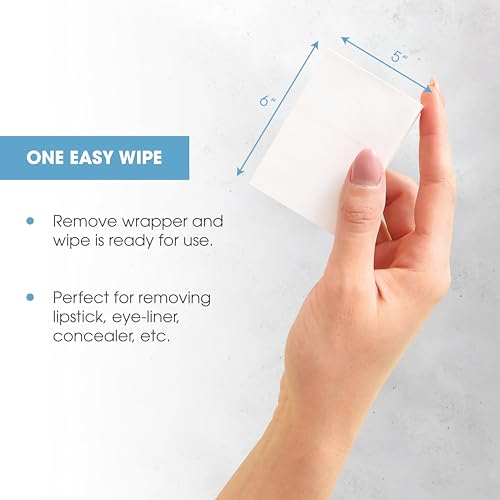 5"
6"
ONE EASY WIPE
Remove wrapper and
wipe is ready for use.
Perfect for removing
lipstick, eye-liner,
concealer, etc.